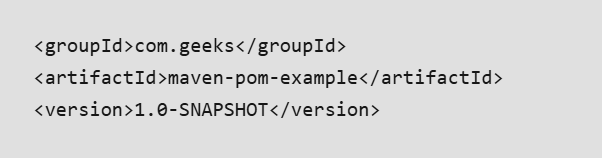 <groupId>com.geeks</groupId>
<artifactId>maven-pom-example</artifactId>
<version>1.0-SNAPSHOT</version>